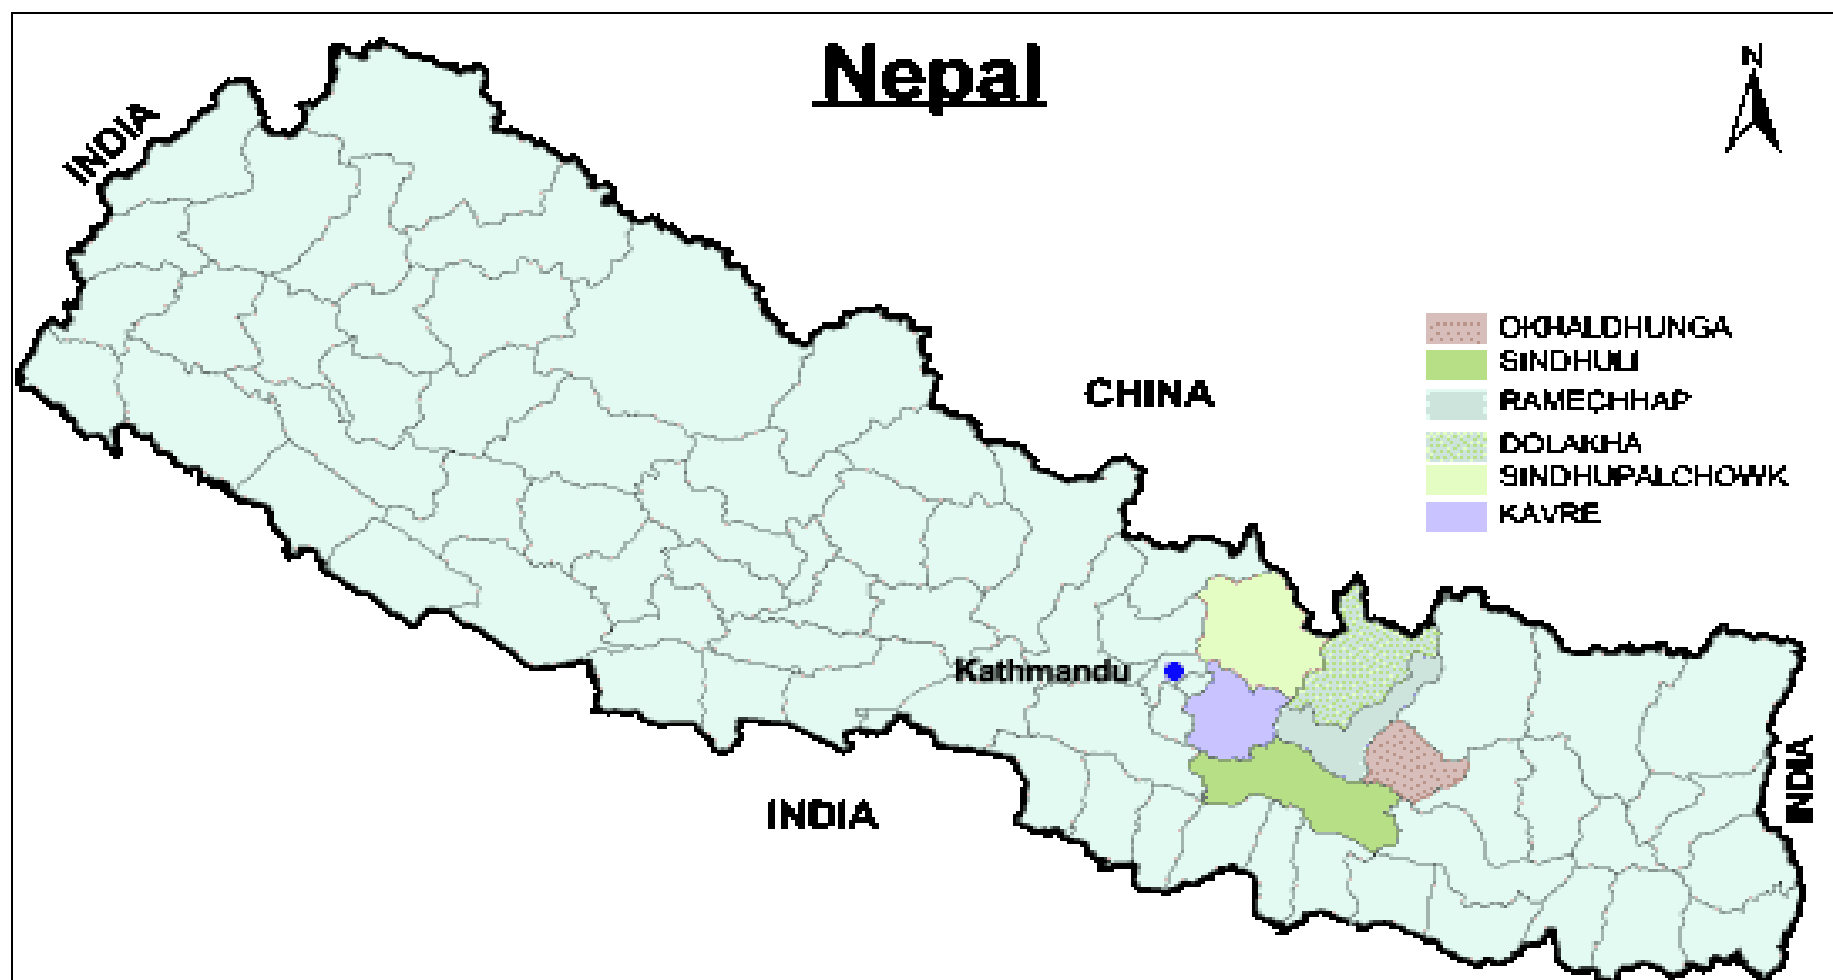 Nepal
N
INDIA
CHINA
OKHALDHUNGA
SINDHULI
RAMECHHAP
DOLAKHA
SINDHUPALCHOWK
KAVRE
Kathmandu
INDIA
INDIA